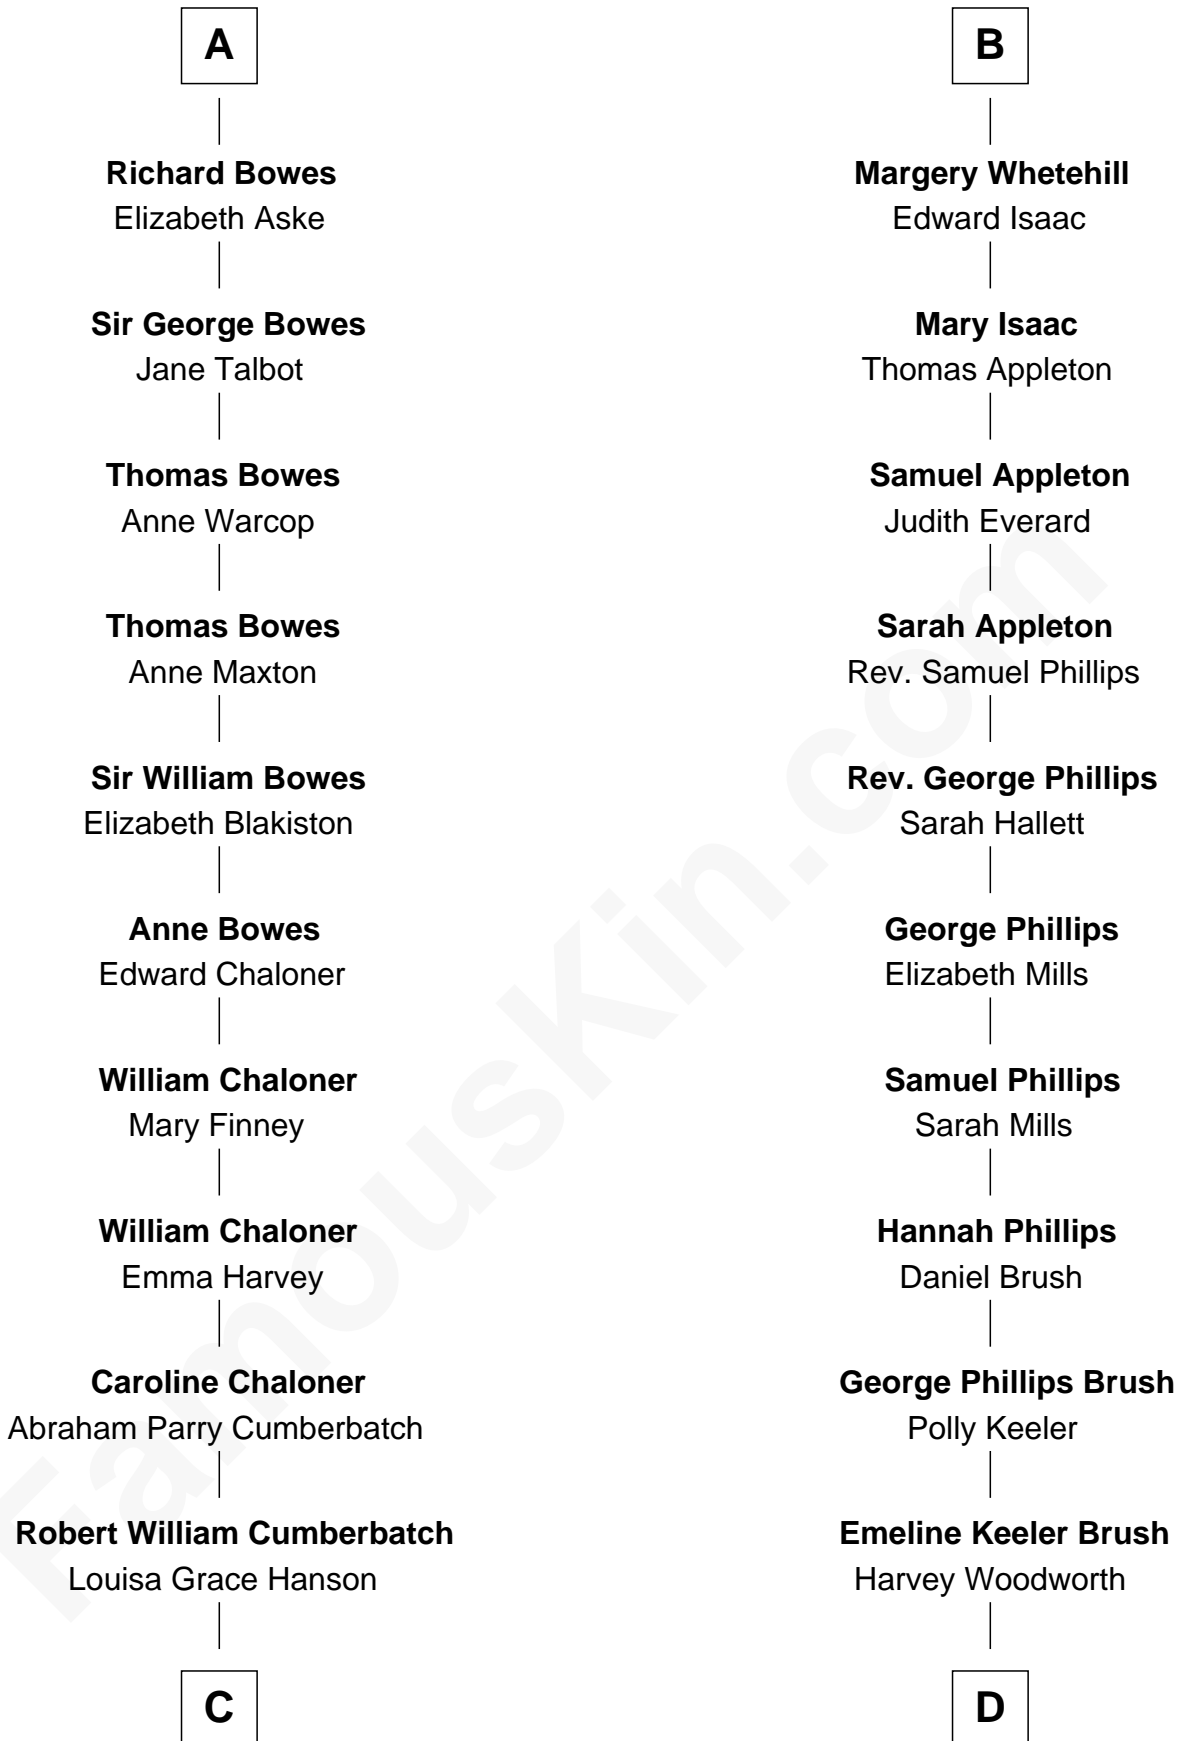 A
Richard Bowes
Elizabeth Aske
Sir George Bowes
Jane Talbot
Thomas Bowes
Anne Warcop
Thomas Bowes
Anne Maxton
Sir William Bowes
Elizabeth Blakiston
Anne Bowes
Edward Chaloner
William Chaloner
Mary Finney
William Chaloner
Emma Harvey
Caroline Chaloner
Abraham Parry Cumberbatch
Robert William Cumberbatch
Louisa Grace Hanson
C
B
Margery Whetehill
Edward Isaac
Mary Isaac
Thomas Appleton
Samuel Appleton
Judith Everard
Sarah Appleton
Rev. Samuel Phillips
Rev. George Phillips
Sarah Hallett
George Phillips
Elizabeth Mills
Samuel Phillips
Sarah Mills
Hannah Phillips
Daniel Brush
George Phillips Brush
Polly Keeler
Emeline Keeler Brush
Harvey Woodworth
D
FamousKin.com